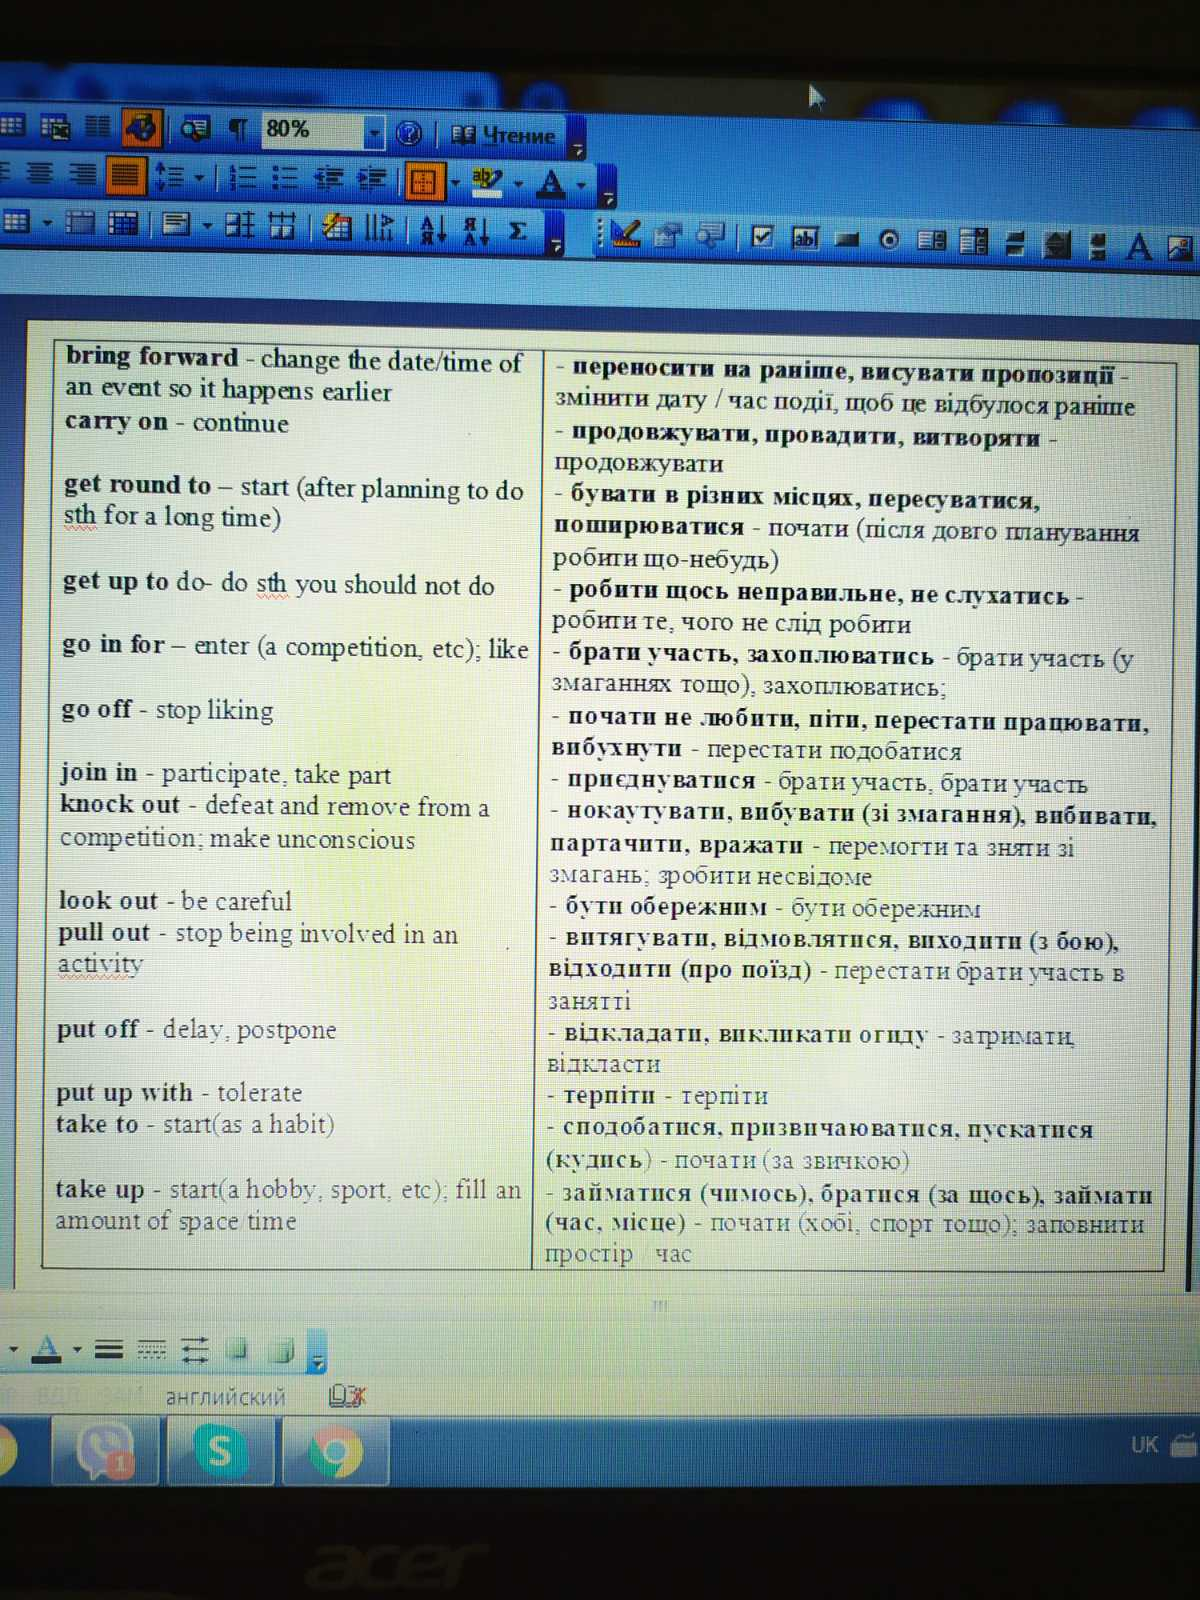 80%
Чтение
bring forward - change the date/time of
an event so it happens earlier
carry on - continue
get round to – start (after planning to do
sth for a long time)
get up to do- do sth you should not do
go in for – enter (a competition, etc); like
go off - stop liking
join in - participate, take part
knock out - defeat and remove from a
competition; make unconscious
look out - be careful
pull out - stop being involved in an
activity
put off - delay, postpone
put up with - tolerate
take to - start(as a habit)
take up - start(a hobby, sport, etc); fill an
amount of space time
- переносити на раніше, висувати пропозиції -
змінити дату / час події, щоб це відбулося раніше
- продовжувати, провадити, витворяти -
продовжувати
- бувати в різних місцях, пересуватися,
поширюватися - почати (після довго планування
робити що-небудь)
- робити щось неправильне, не слухатись -
робити те, чого не слід робити
- брати участь, захоплюватись - брати участь (у
змаганнях тощо), захоплюватись;
- почати не любити, піти, перестати працювати,
вибухнути - перестати подобатися
- приєднуватися - брати участь, брати участь
- нокаутувати, вибувати (зі змагання), вибивати,
партачити, вражати - перемогти та зняти зі
змагань; зробити несвідоме
- бути обережним - бути обережним
- витягувати, відмовлятися, виходити (з бою),
відходити (про поїзд) - перестати брати участь в
занятті
- відкладати, викликати огиду - затримати,
відкласти
- терпіти - терпіти
- сподобатися, призвичаюватися, пускатися
(кудись) - почати (за звичкою)
- займатися (чимось), братися (за щось), займати
(час, місце) - почати (хобі, спорт тощо); заповнити
простір час
ВДЛ ЗАМ английский
1
S
UK
acer